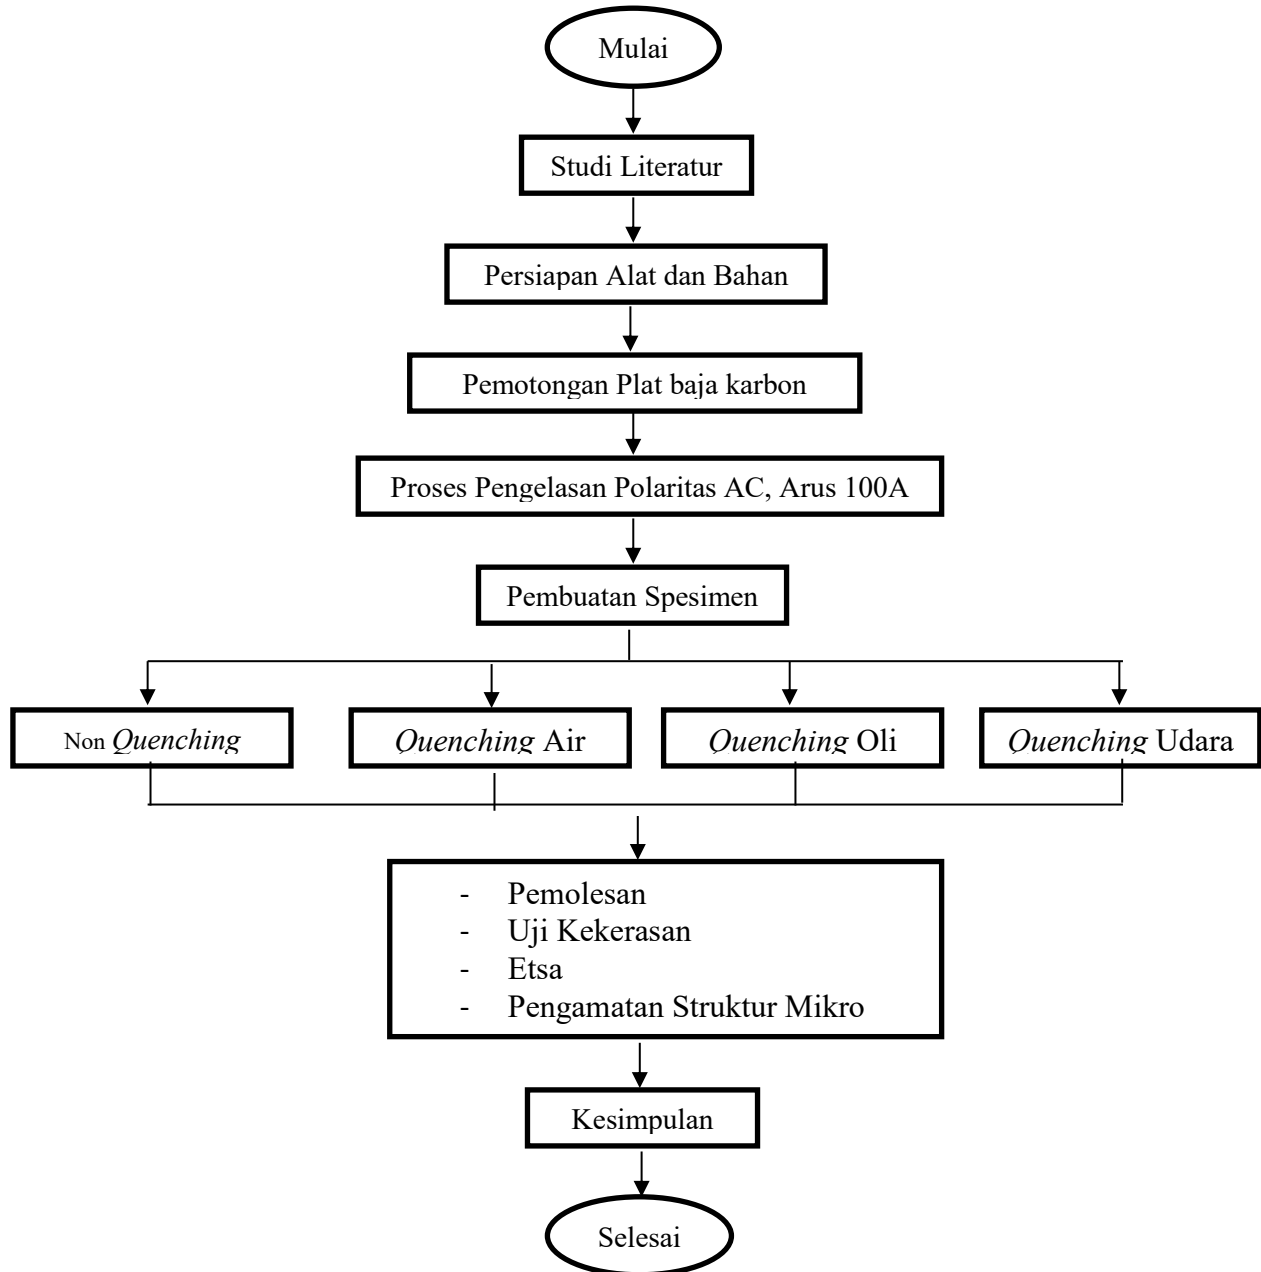 Mulai
Studi Literatur
Persiapan Alat dan Bahan
Pemotongan Plat baja karbon
Proses Pengelasan Polaritas AC, Arus 100A
Pembuatan Spesimen
Non Quenching
Quenching Air
Quenching Oli
Quenching Udara
- Pemolesan
- Uji Kekerasan
- Etsa
- Pengamatan Struktur Mikro
Kesimpulan
Selesai